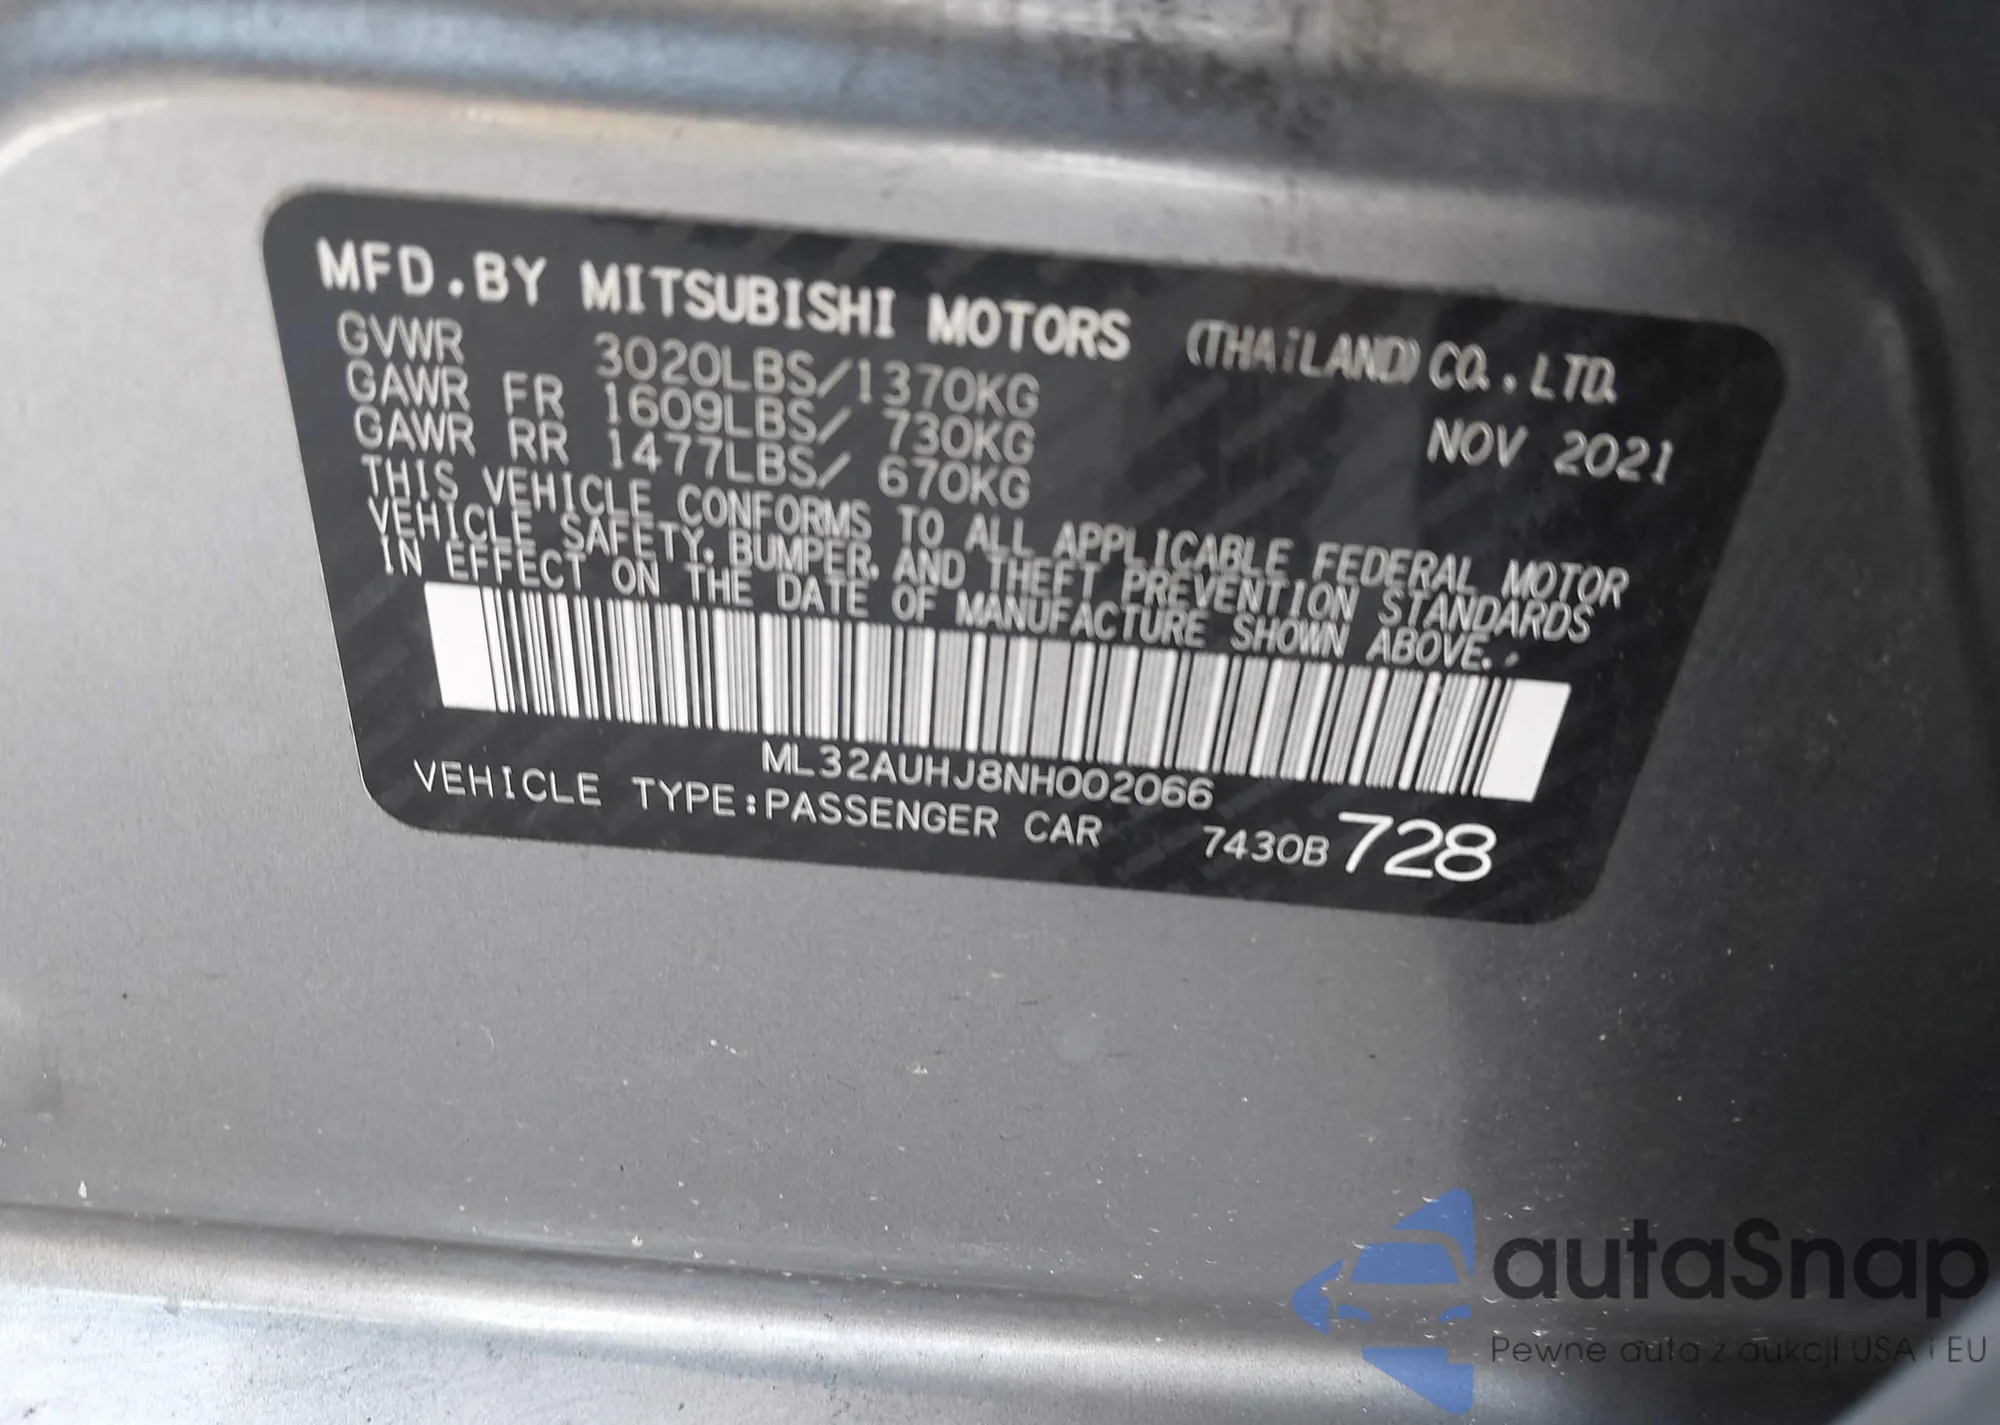 MFD.BY MITSUBISHI MOTORS (THAILAND) CO.,LTD.
GVWR 3020LBS/1370KG
NOV 2021
GAWR FR 1609LBS/ 730KG
GAWR RR 1477LBS/ 670KG
THIS VEHICLE CONFORMS TO ALL APPLICABLE FEDERAL MOTOR
VEHICLE SAFETY, BUMPER, AND THEFT PREVENTION STANDARDS
IN EFFECT ON THE DATE OF MANUFACTURE SHOWN ABOVE.
ML32AUHJ8NH002066
VEHICLE TYPE:PASSENGER CAR 7430B728
autaSnap
Pewne auta z aukcji USA i EU